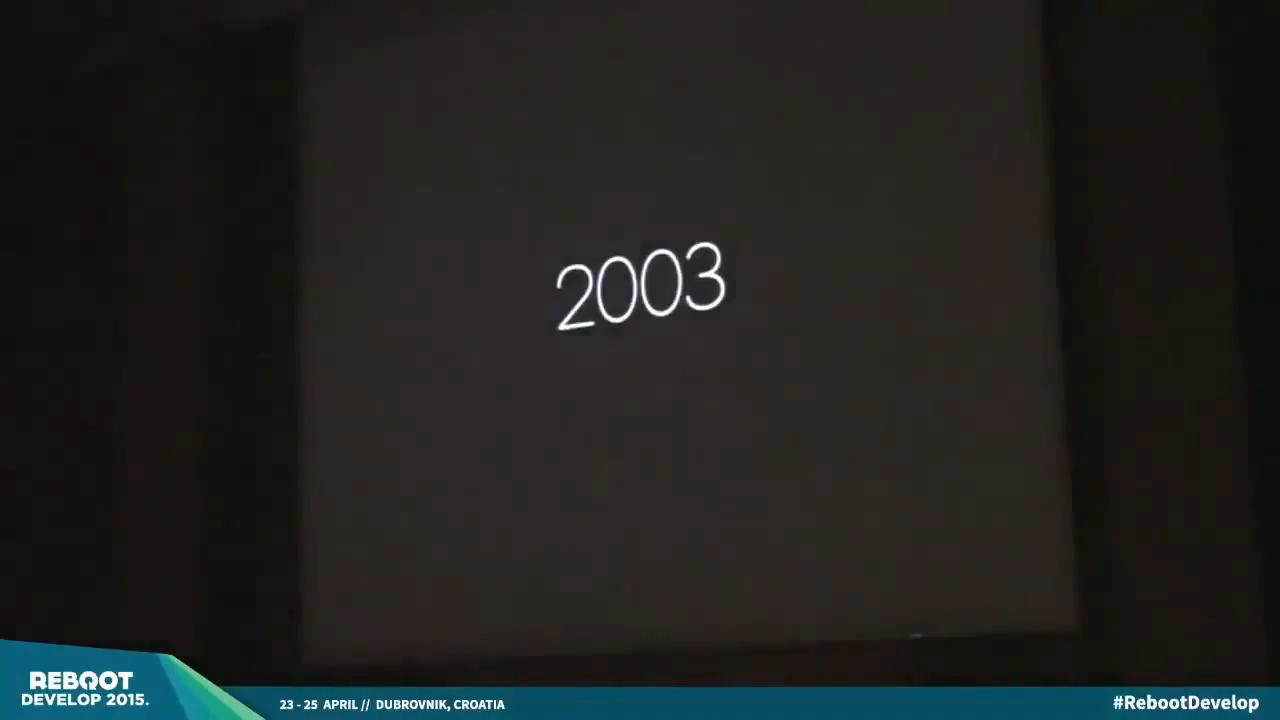 2003
REBOOT
DEVELOP 2015.
23 - 25 APRIL // DUBROVNIK, CROATIA
#RebootDevelop